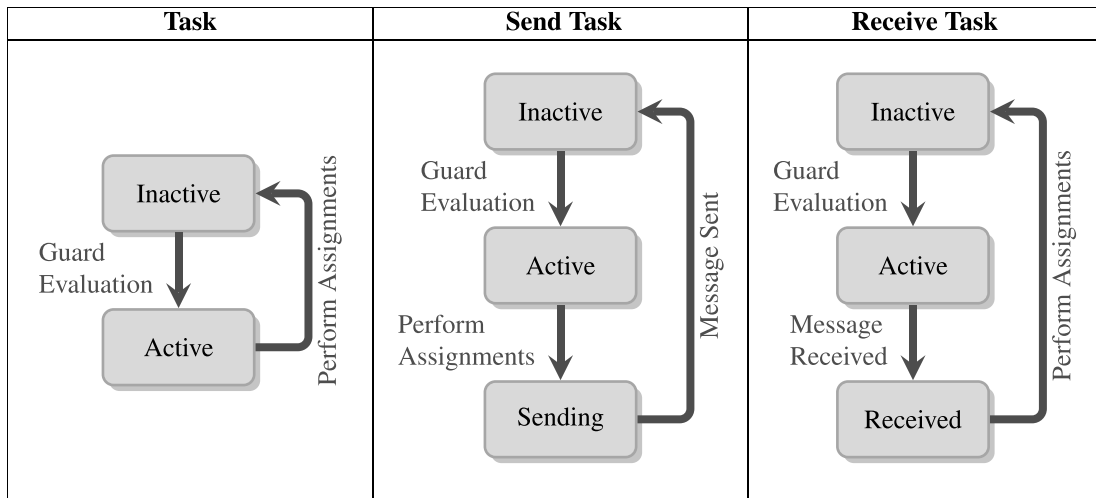 Task
Send Task
Receive Task
Inactive
Guard
Evaluation
Active
Perform Assignments
Inactive
Guard
Evaluation
Active
Perform
Assignments
Sending
Message Sent
Inactive
Guard
Evaluation
Active
Message
Received
Received
Perform Assignments